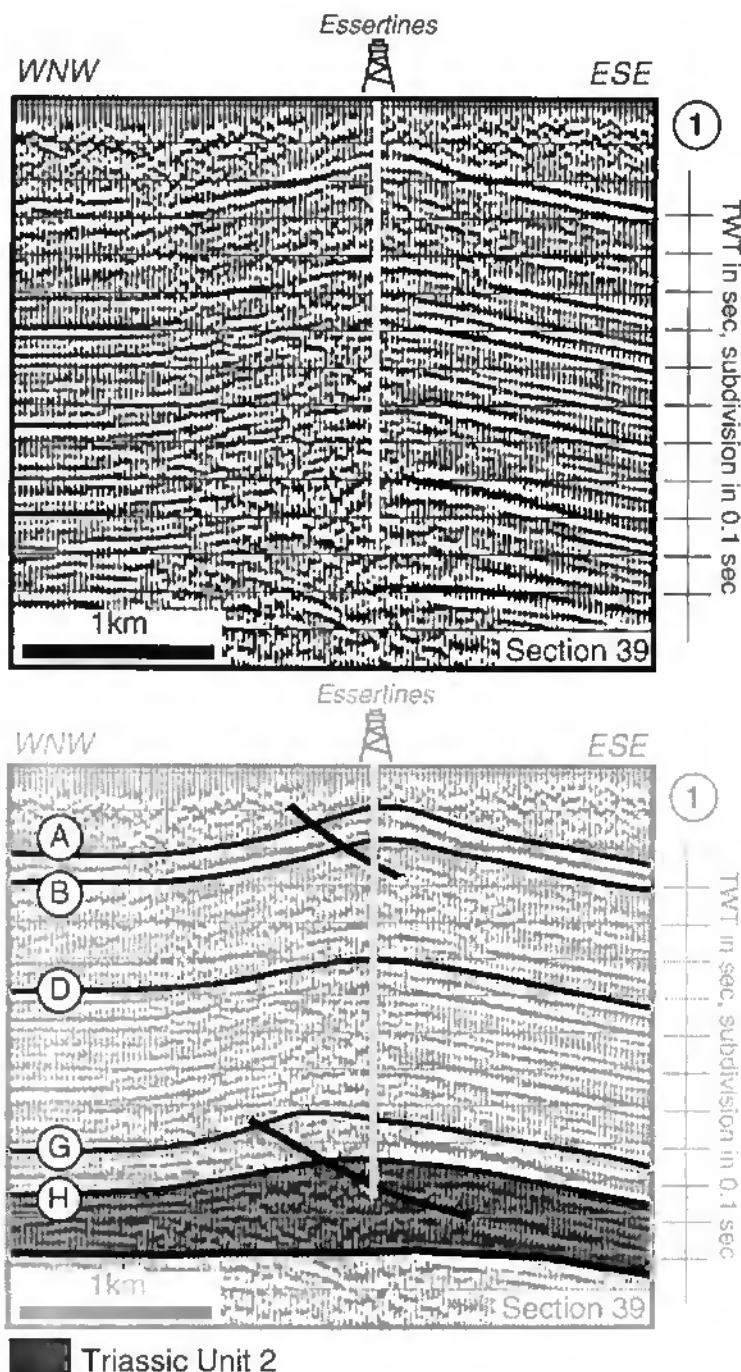 Essertines
WNW ESE
1
TWT in sec, subdivision in 0.1 sec
1km
Section 39
Essertines
WNW ESE
1
A
B
D
G
H
TWT in sec, subdivision in 0.1 sec
1km
Section 39
Triassic Unit 2